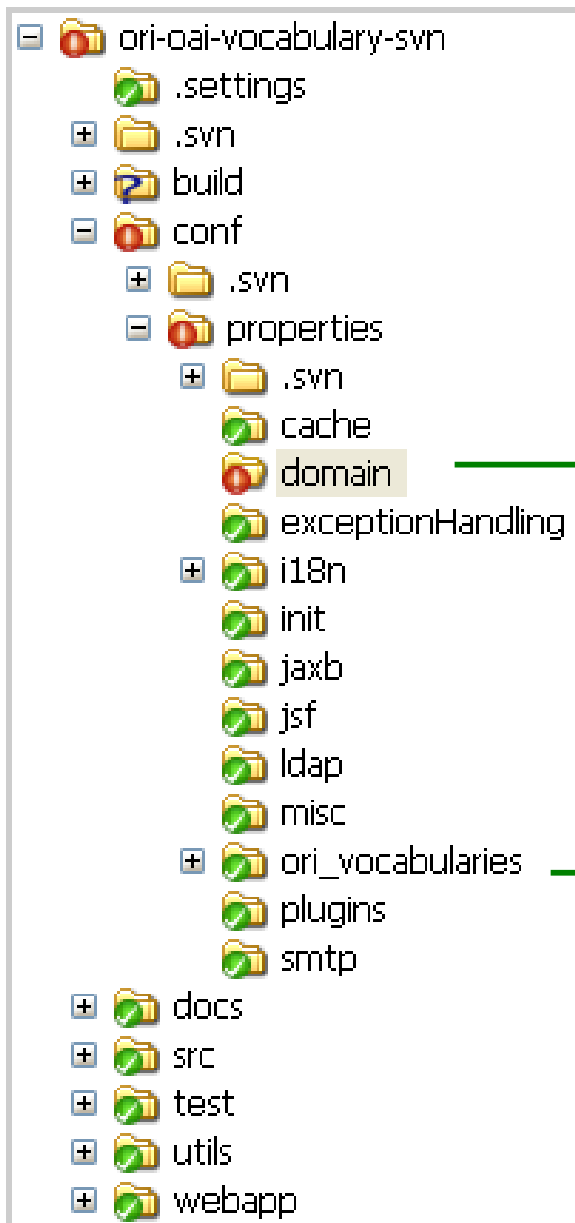 ori-oai-vocabulary-svn
.settings
.svn
build
conf
.svn
properties
.svn
cache
domain
exceptionHandling
i18n
init
jaxb
jsf
ldap
misc
ori_vocabularies
plugins
smtp
docs
src
test
utils
webapp